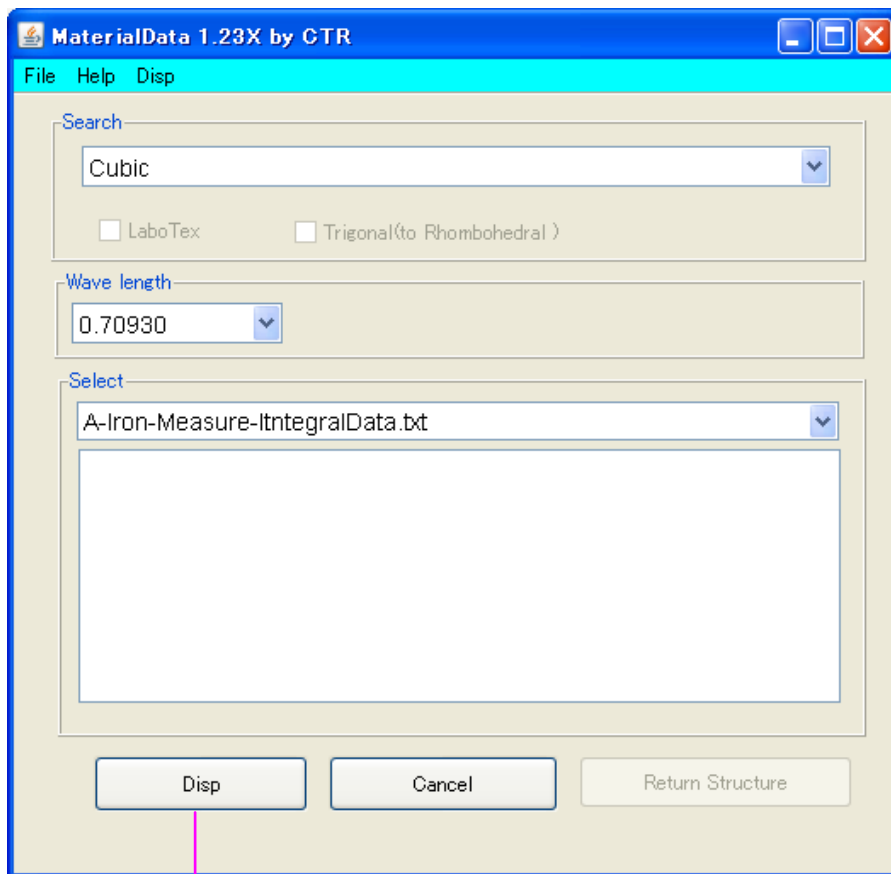 MaterialData 1.23X by CTR
File Help Disp
Search
Cubic
LaboTex Trigonal(to Rhombohedral )
Wave length
0.70930
Select
A-Iron-Measure-ItntegralData.txt
Disp Cancel Return Structure